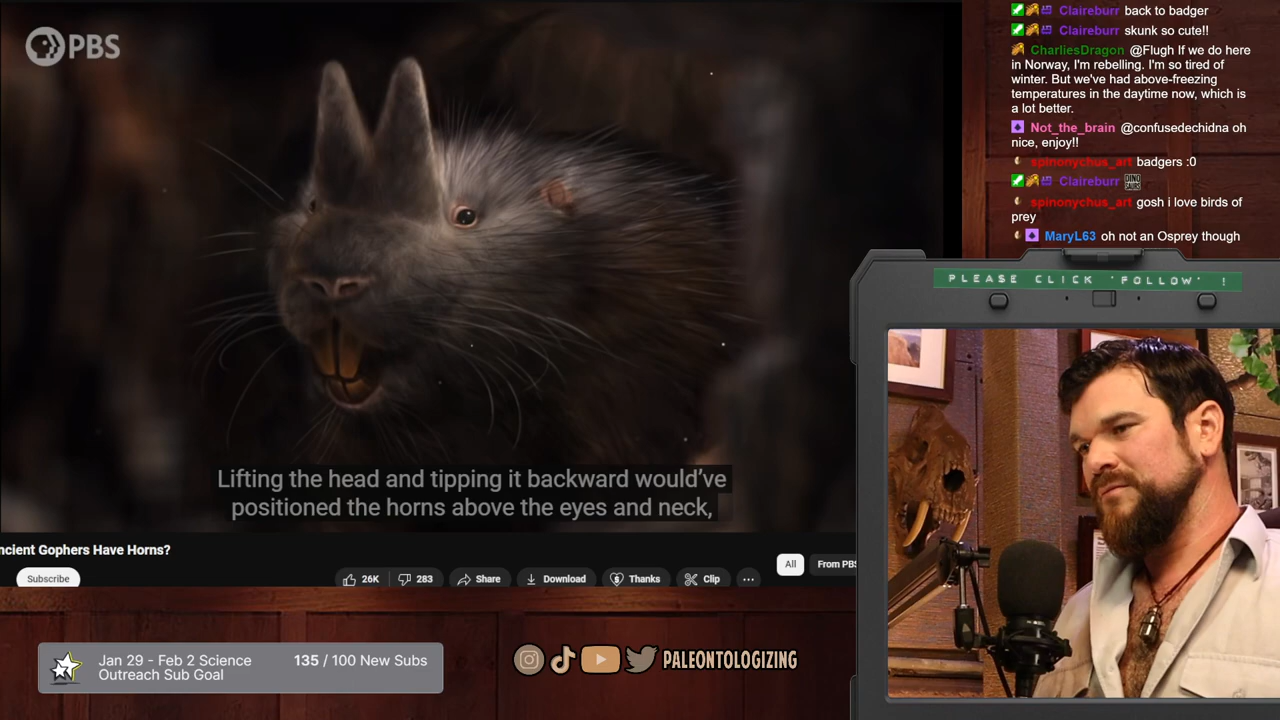 PBS
Lifting the head and tipping it backward would've
positioned the horns above the eyes and neck,
ncient Gophers Have Horns?
Subscribe
26K
283
Share
Download
Thanks
Clip
All
From PBS
Claireburr back to badger
Claireburr skunk so cute!!
CharliesDragon @Flugh If we do here
in Norway, I'm rebelling. I'm so tired of
winter. But we've had above-freezing
temperatures in the daytime now, which is
a lot better.
Not_the_brain @confusedechidna oh
nice, enjoy!!
spinonychus_art badgers :0
Claireburr
spinonychus_art gosh i love birds of
prey
MaryL63 oh not an Osprey though
PLEASE CLICK "FOLLOW" !
Jan 29 - Feb 2 Science
Outreach Sub Goal
135 / 100 New Subs
PALEONTOLOGIZING